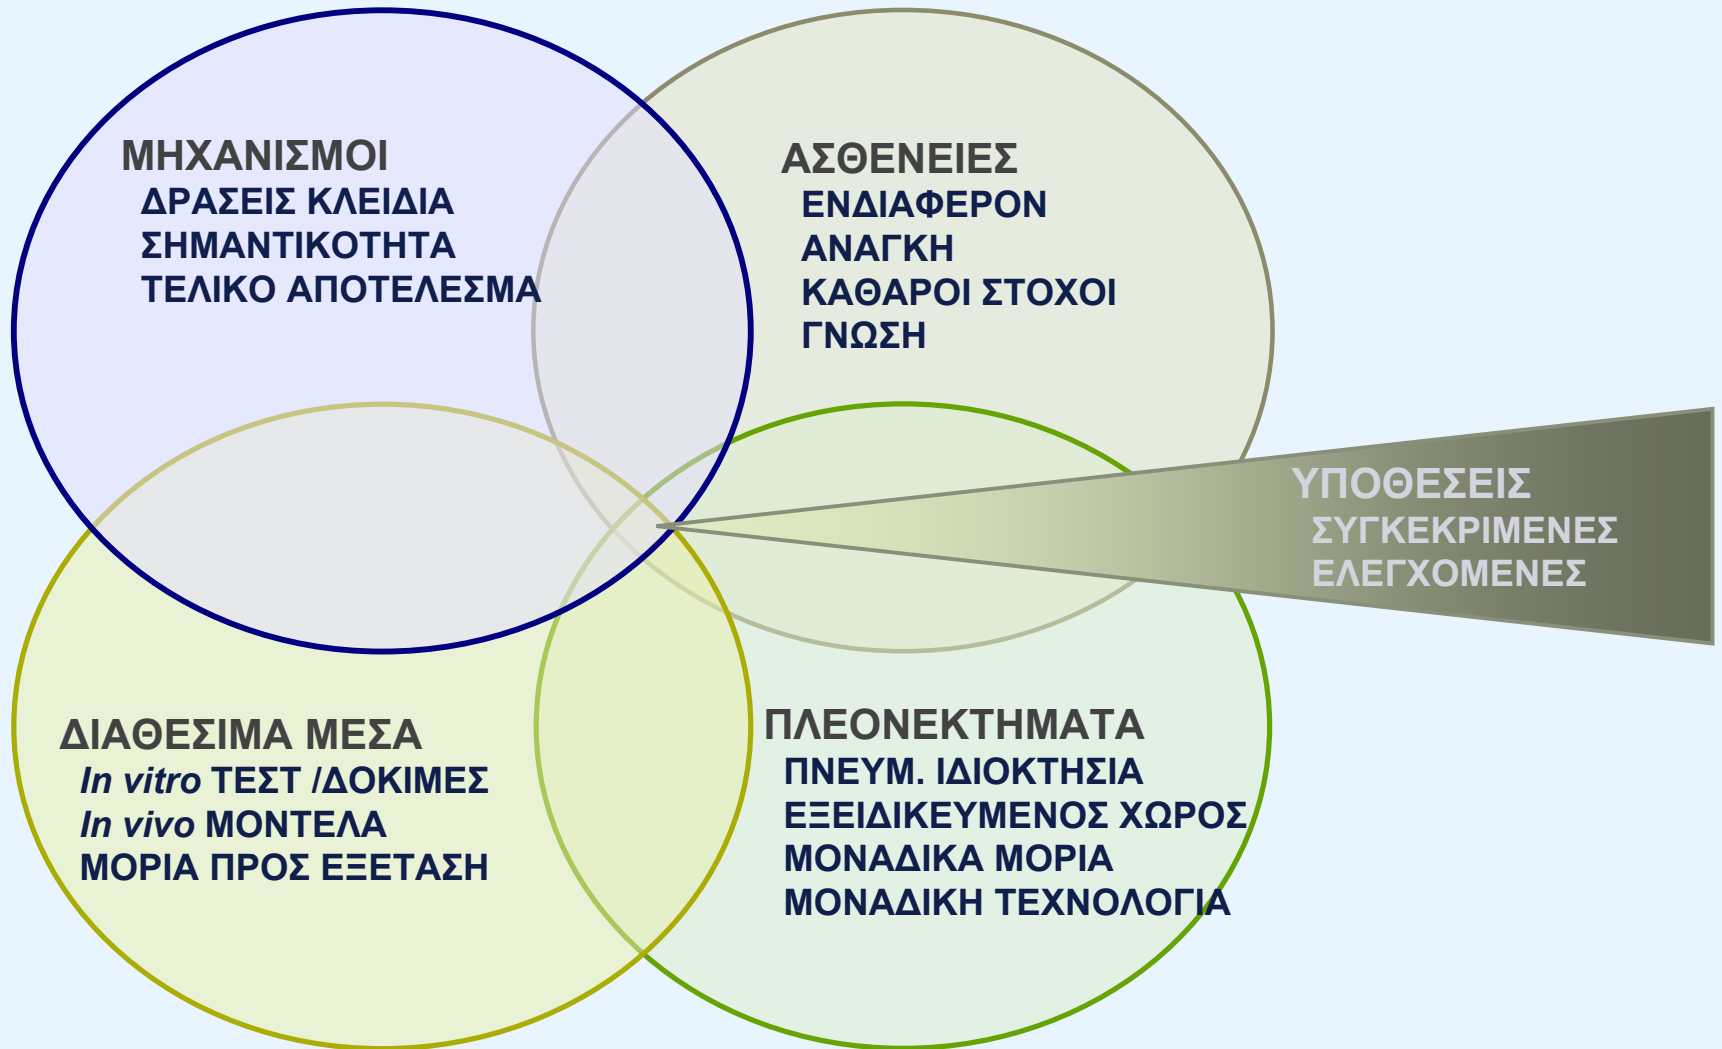 ΜΗΧΑΝΙΣΜΟΙ
ΔΡΑΣΕΙΣ ΚΛΕΙΔΙΑ
ΣΗΜΑΝΤΙΚΟΤΗΤΑ
ΤΕΛΙΚΟ ΑΠΟΤΕΛΕΣΜΑ
ΑΣΘΕΝΕΙΕΣ
ΕΝΔΙΑΦΕΡΟΝ
ΑΝΑΓΚΗ
ΚΑΘΑΡΟΙ ΣΤΟΧΟΙ
ΓΝΩΣΗ
ΥΠΟΘΕΣΕΙΣ
ΣΥΓΚΕΚΡΙΜΕΝΕΣ
ΕΛΕΓΧΟΜΕΝΕΣ
ΔΙΑΘΕΣΙΜΑ ΜΕΣΑ
In vitro ΤΕΣΤ /ΔΟΚΙΜΕΣ
In vivo ΜΟΝΤΕΛΑ
ΜΟΡΙΑ ΠΡΟΣ ΕΞΕΤΑΣΗ
ΠΛΕΟΝΕΚΤΗΜΑΤΑ
ΠΝΕΥΜ. ΙΔΙΟΚΤΗΣΙΑ
ΕΞΕΙΔΙΚΕΥΜΕΝΟΣ ΧΩΡΟΣ
ΜΟΝΑΔΙΚΑ ΜΟΡΙΑ
ΜΟΝΑΔΙΚΗ ΤΕΧΝΟΛΟΓΙΑ